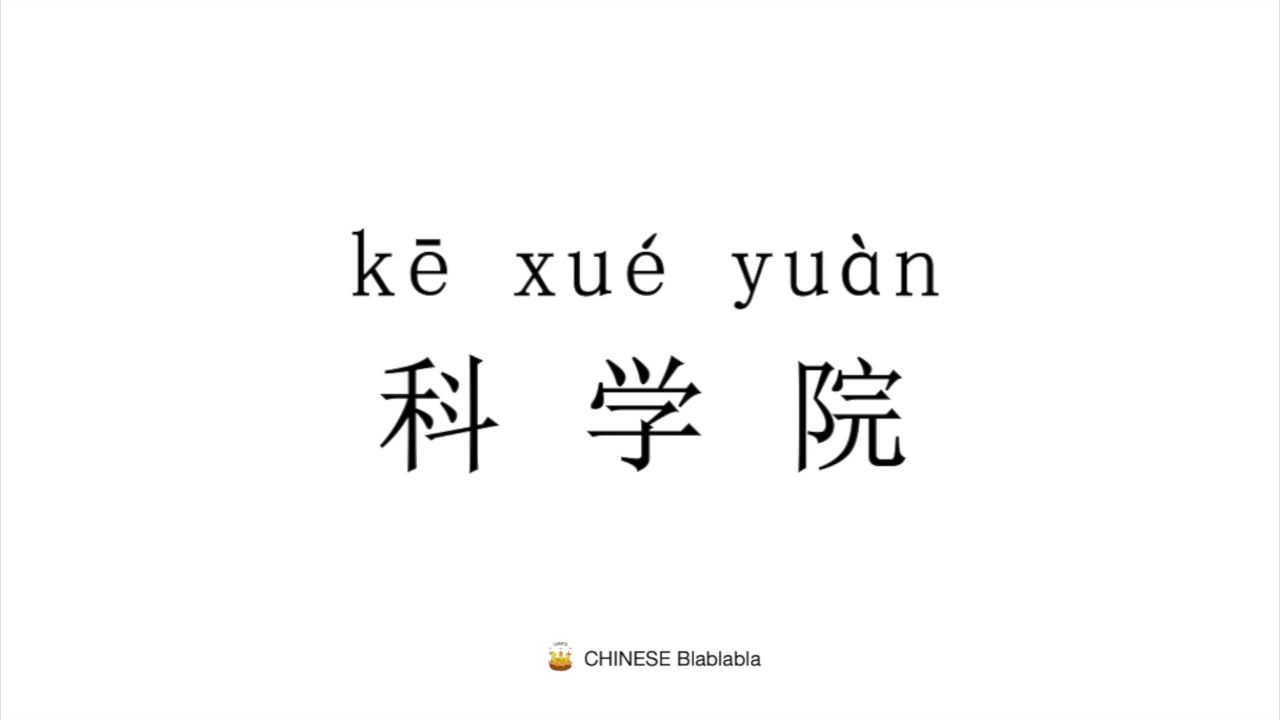 kē xué yuàn
科 学 院
CHINESE Blablabla